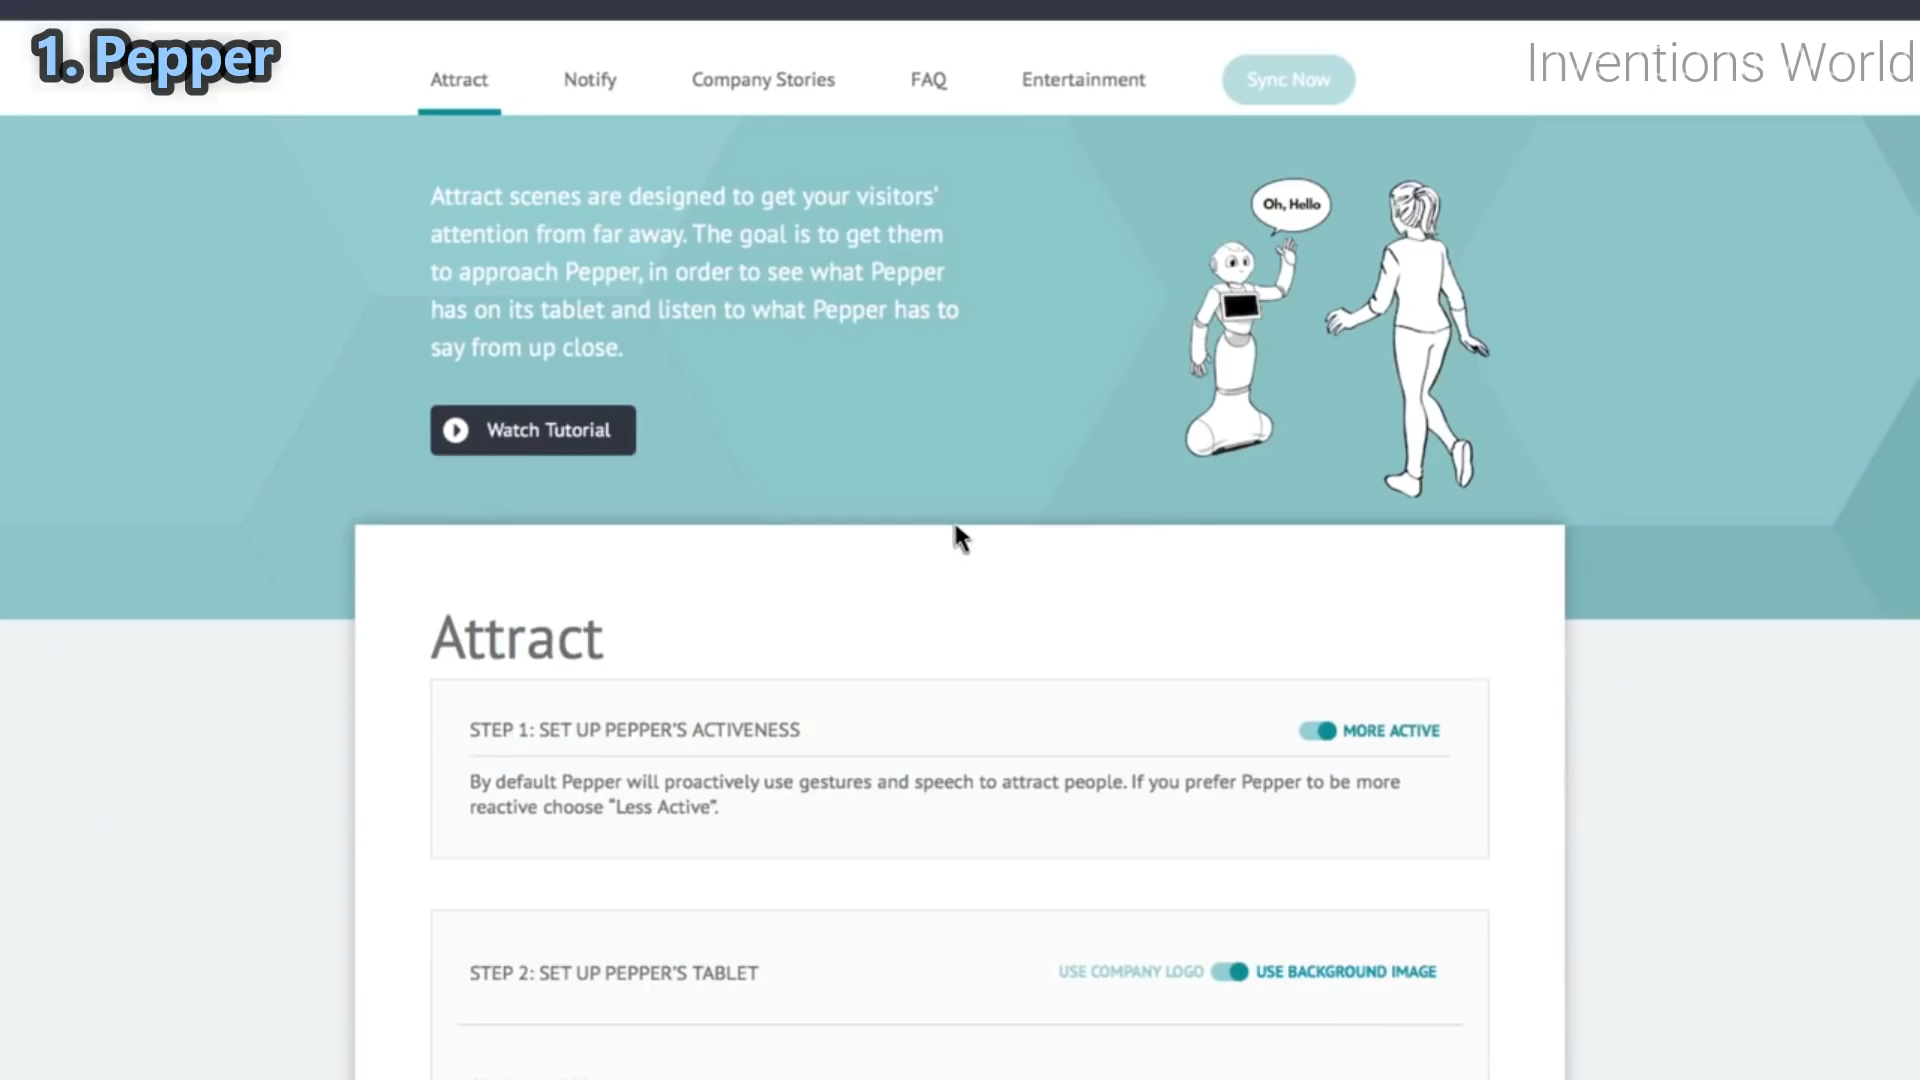 1. Pepper
Inventions World
Attract
Notify
Company Stories
FAQ
Entertainment
Sync Now
Attract scenes are designed to get your visitors'
attention from far away. The goal is to get them
to approach Pepper, in order to see what Pepper
has on its tablet and listen to what Pepper has to
say from up close.
Oh, Hello
Watch Tutorial
Attract
STEP 1: SET UP PEPPER'S ACTIVENESS
MORE ACTIVE
By default Pepper will proactively use gestures and speech to attract people. If you prefer Pepper to be more
reactive choose "Less Active".
STEP 2: SET UP PEPPER'S TABLET
USE COMPANY LOGO
USE BACKGROUND IMAGE